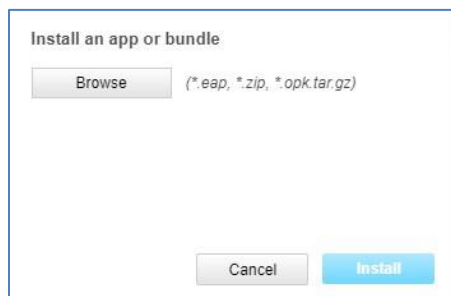 Install an app or bundle
Browse (*.eap, *.zip, *.opk.tar.gz)
Cancel Install